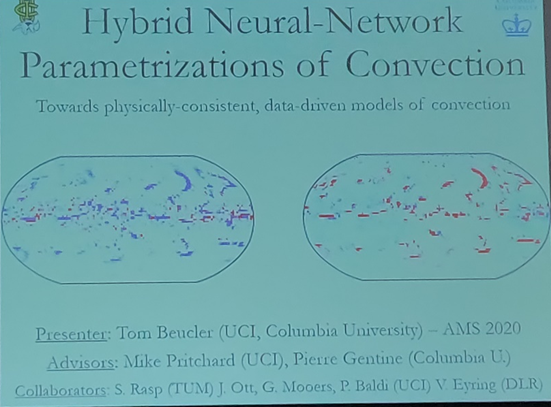 Hybrid Neural-Network
Parametrizations of Convection
Towards physically-consistent, data-driven models of convection
Presenter: Tom Beucler (UCI, Columbia University) – AMS 2020
Advisors: Mike Pritchard (UCI), Pierre Gentine (Columbia U.)
Collaborators: S. Rasp (TUM) J. Ott, G. Mooers, P. Baldi (UCI) V. Eyring (DLR)